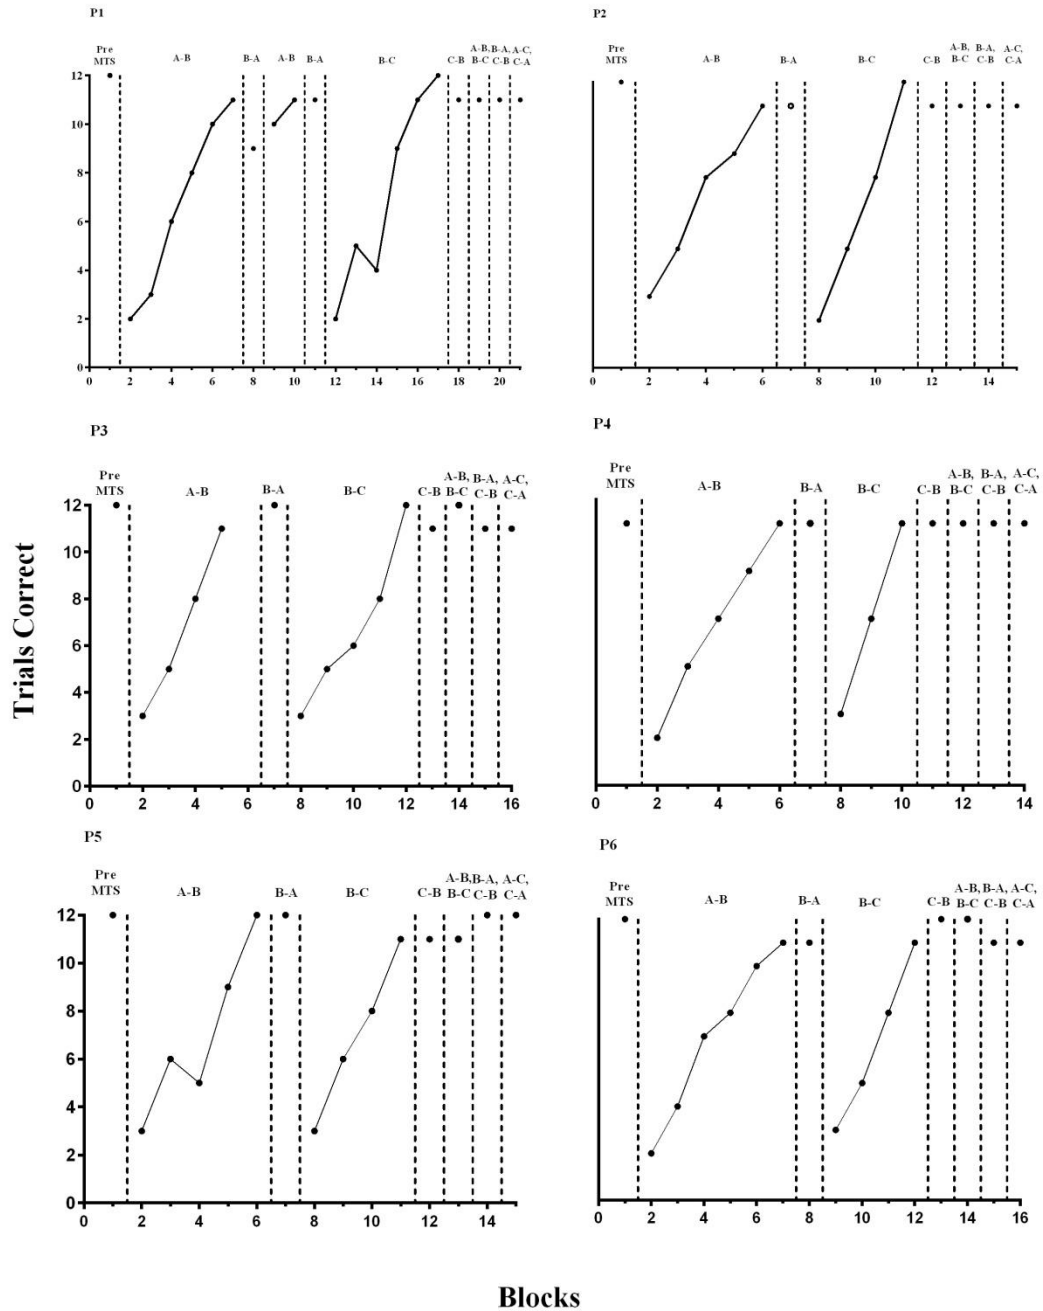 P1
Pre
MTS
A-B
B-A
A-B
B-A
B-C
C-B
A-B,
B-C
B-A,
C-B
A-C,
C-A
12
10
8
6
4
2
0
0 2 4 6 8 10 12 14 16 18 20
P2
Pre
MTS
A-B
B-A
B-C
C-B
A-B,
B-C
B-A,
C-B
A-C,
C-A
0 2 4 6 8 10 12 14
Trials Correct
P3
Pre
MTS
A-B
B-A
B-C
C-B
A-B,
B-C
B-A,
C-B
A-C,
C-A
12
10
8
6
4
2
0
0 2 4 6 8 10 12 14 16
P4
Pre
MTS
A-B
B-A
B-C
C-B
A-B,
B-C
B-A,
C-B
A-C,
C-A
0 2 4 6 8 10 12 14
P5
Pre
MTS
A-B
B-A
B-C
C-B
A-B,
B-C
B-A,
C-B
A-C,
C-A
12
10
8
6
4
2
0
0 2 4 6 8 10 12 14
P6
Pre
MTS
A-B
B-A
B-C
C-B
A-B,
B-C
B-A,
C-B
A-C,
C-A
0 2 4 6 8 10 12 14 16
Blocks